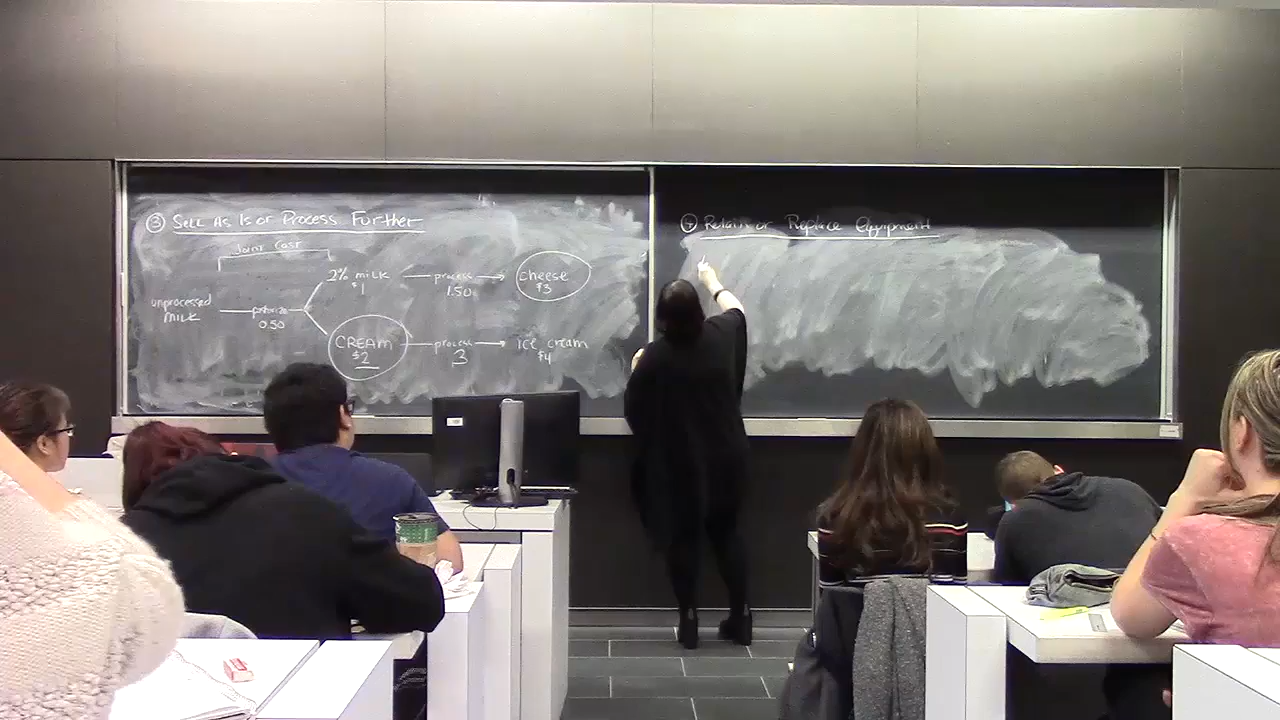 ③ Sell As Is or Process Further
Joint Cost
unprocessed milk
0.50
2% milk
$1
process
1.50
cheese
$3
CREAM
$2
process
3
ice cream
$4
④ Retain or Replace Equipment